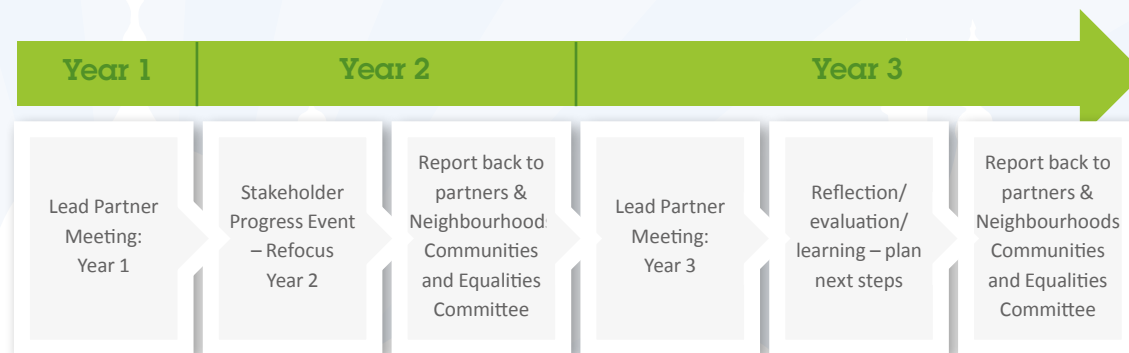 Year 1
Year 2
Year 3
Lead Partner
Meeting:
Year 1
Stakeholder
Progress Event
– Refocus
Year 2
Report back to
partners &
Neighbourhoods
Communities
and Equalities
Committee
Lead Partner
Meeting:
Year 3
Reflection/
evaluation/
learning – plan
next steps
Report back to
partners &
Neighbourhoods
Communities
and Equalities
Committee